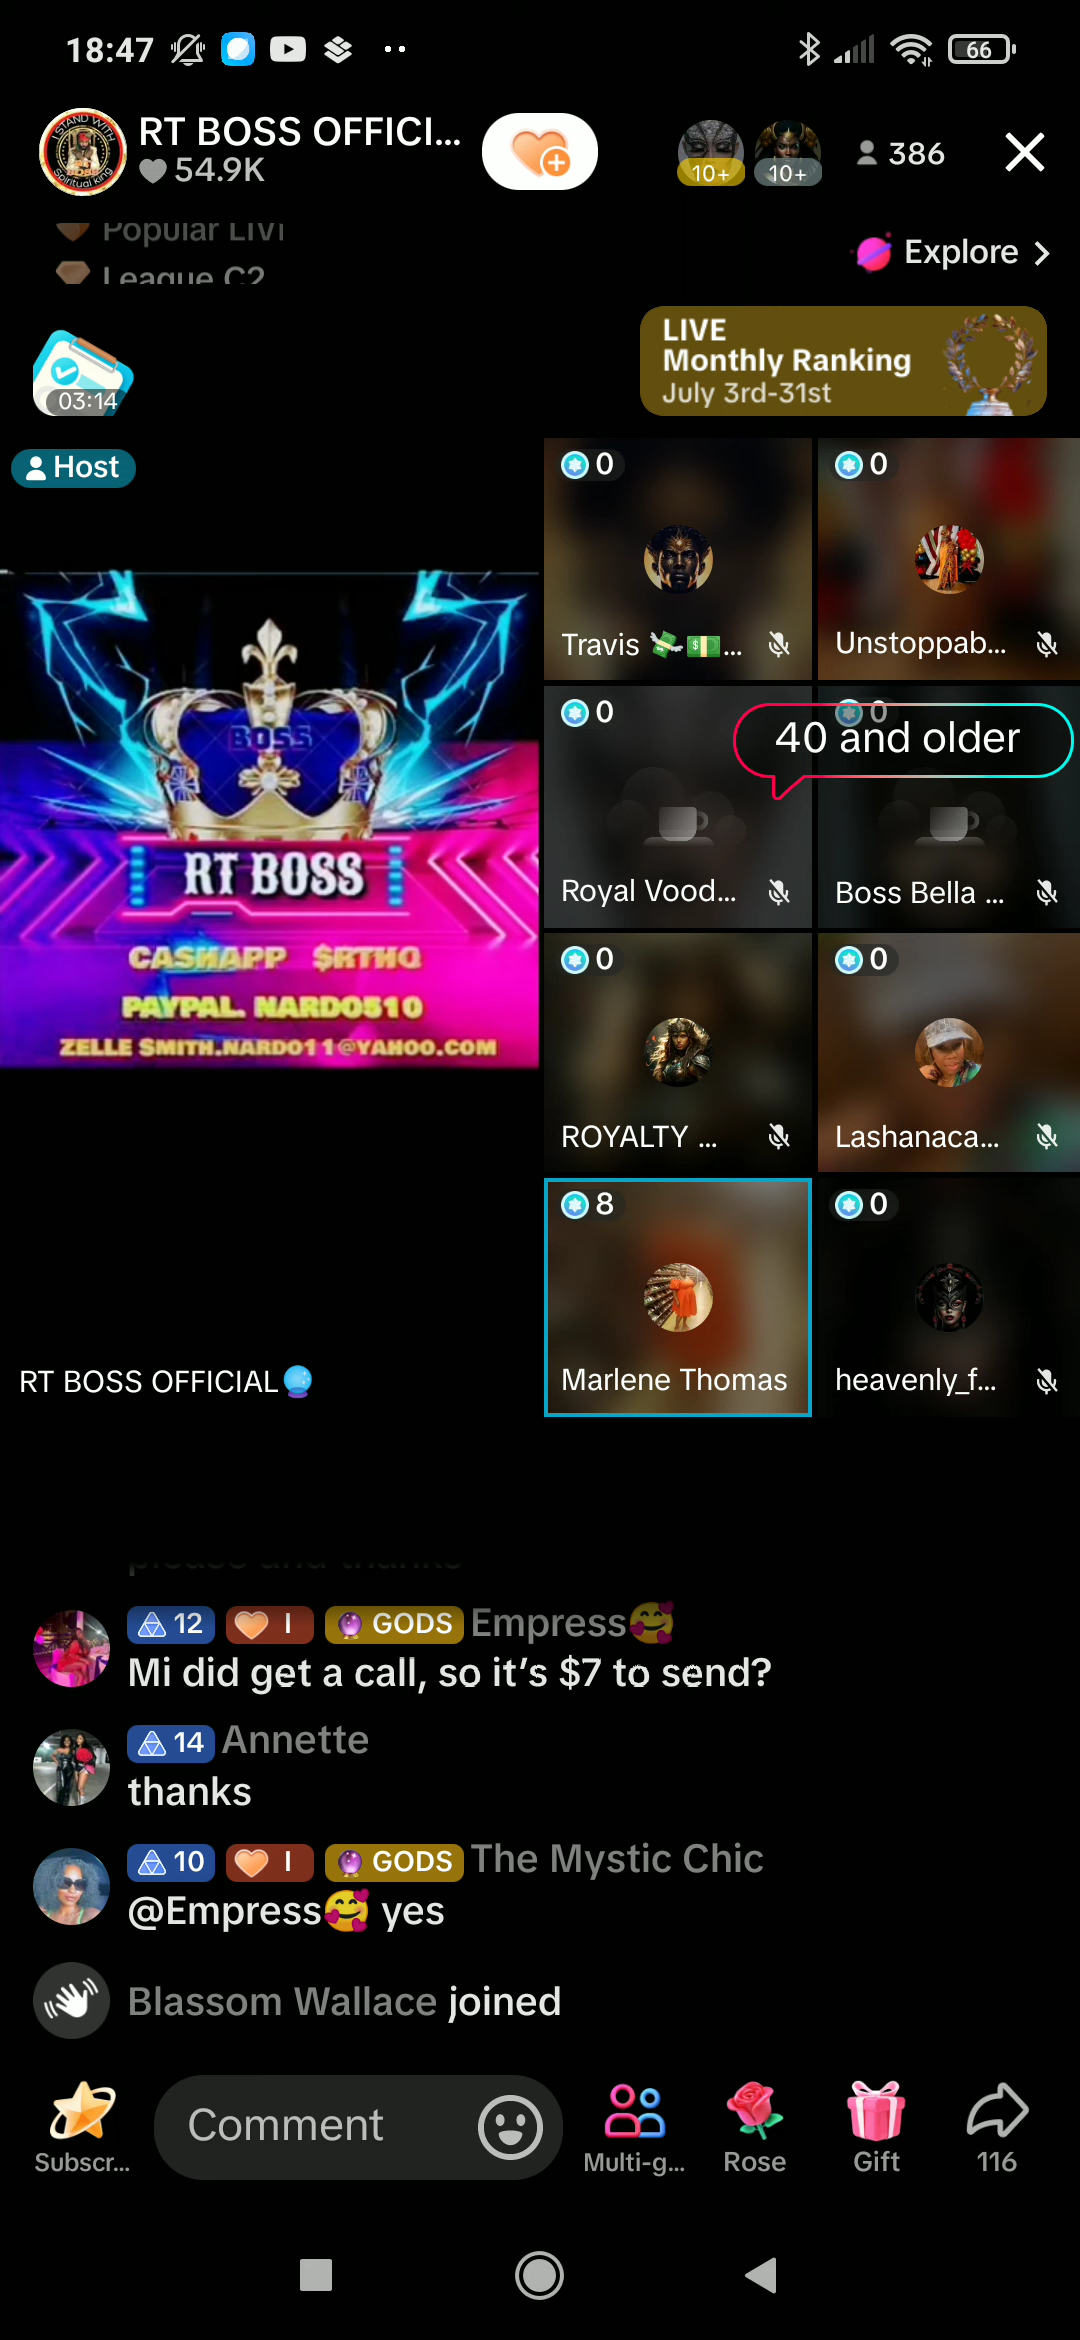 18:47
66
RT BOSS OFFICI...
54.9K
10+
10+
386
Popular LIVE
League C2
Explore
LIVE
Monthly Ranking
July 3rd-31st
03:14
Host
0
0
Travis 💸💵...
Unstoppab...
0
0
40 and older
BOSS
RT BOSS
CASHAPP $RTHQ
PAYPAL. NARDO510
ZELLE SMITH.NARDO11@YAHOO.COM
Royal Vood...
Boss Bella ...
0
0
ROYALTY ...
Lashanaca...
8
0
Marlene Thomas
heavenly_f...
RT BOSS OFFICIAL🔮
please and thanks
12 I GODS Empress🥰
Mi did get a call, so it’s $7 to send?
14 Annette
thanks
10 I GODS The Mystic Chic
@Empress🥰 yes
Blassom Wallace joined
Comment
Subscr...
Multi-g...
Rose
Gift
116